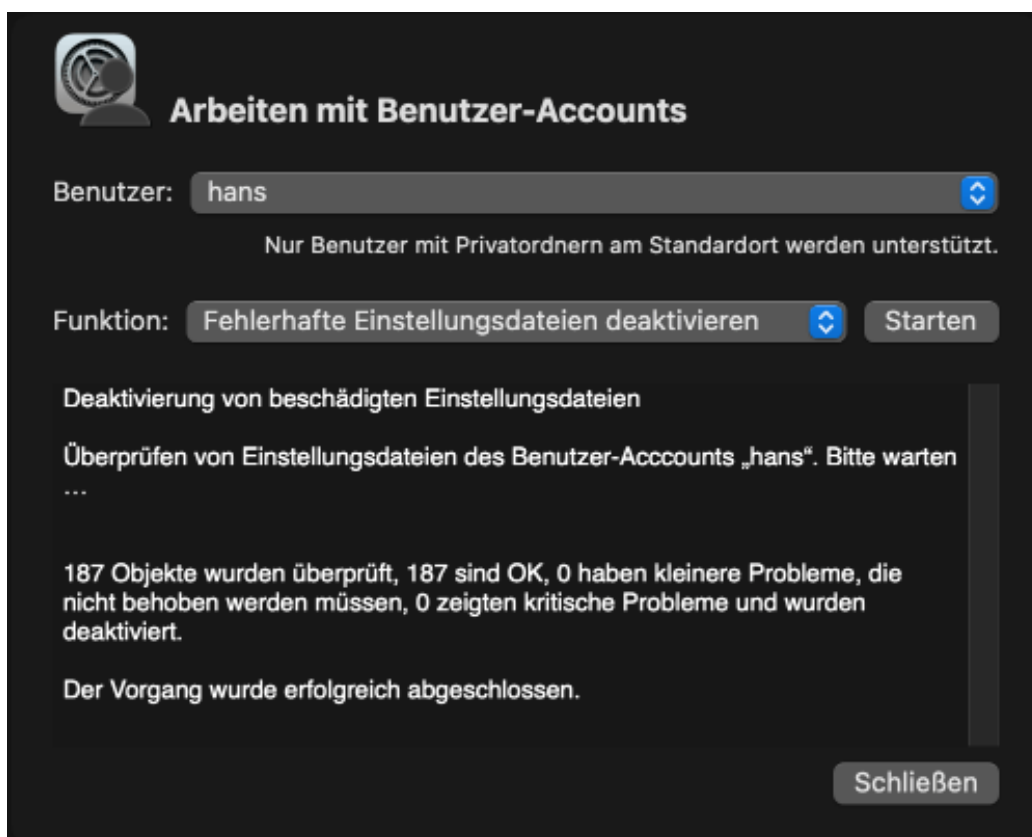 Arbeiten mit Benutzer-Accounts
Benutzer: hans
Nur Benutzer mit Privatordnern am Standardort werden unterstützt.
Funktion: Fehlerhafte Einstellungsdateien deaktivieren Starten
Deaktivierung von beschädigten Einstellungsdateien
Überprüfen von Einstellungsdateien des Benutzer-Acccounts „hans“. Bitte warten
…
187 Objekte wurden überprüft, 187 sind OK, 0 haben kleinere Probleme, die
nicht behoben werden müssen, 0 zeigten kritische Probleme und wurden
deaktiviert.
Der Vorgang wurde erfolgreich abgeschlossen.
Schließen